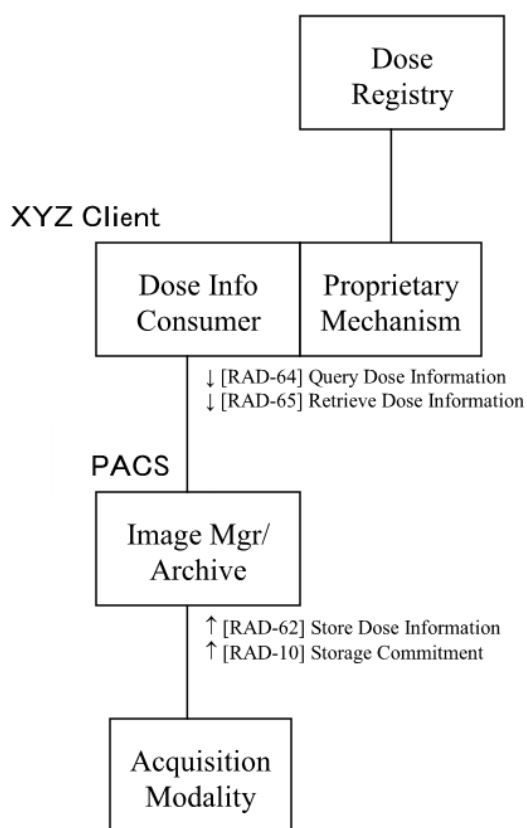 Dose
Registry
XYZ Client
Dose Info
Consumer
Proprietary
Mechanism
↓ [RAD-64] Query Dose Information
↓ [RAD-65] Retrieve Dose Information
PACS
Image Mgr/
Archive
↑ [RAD-62] Store Dose Information
↑ [RAD-10] Storage Commitment
Acquisition
Modality